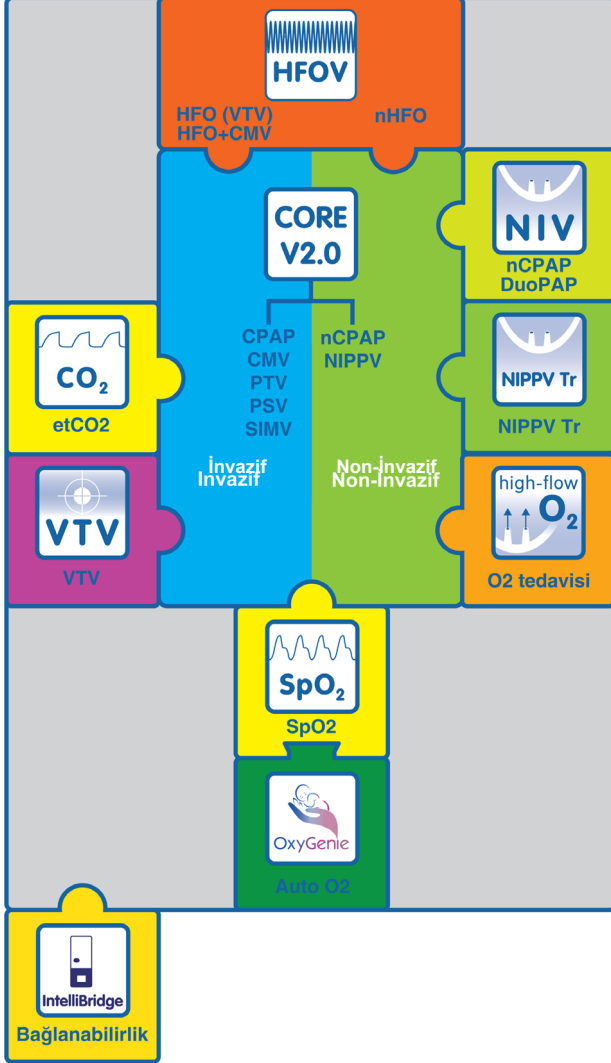 HFOV
HFO (VTV)
HFO+CMV
nHFO
CORE
V2.0
CPAP
CMV
PTV
PSV
SIMV
nCPAP
NIPPV
İnvazif
İnvazif
Non-İnvazif
Non-İnvazif
NIV
nCPAP
DuoPAP
CO₂
etCO2
NIPPV Tr
NIPPV Tr
VTV
VTV
high-flow
O₂
O2 tedavisi
SpO₂
SpO2
OxyGenie
Auto O2
IntelliBridge
Bağlanabilirlik